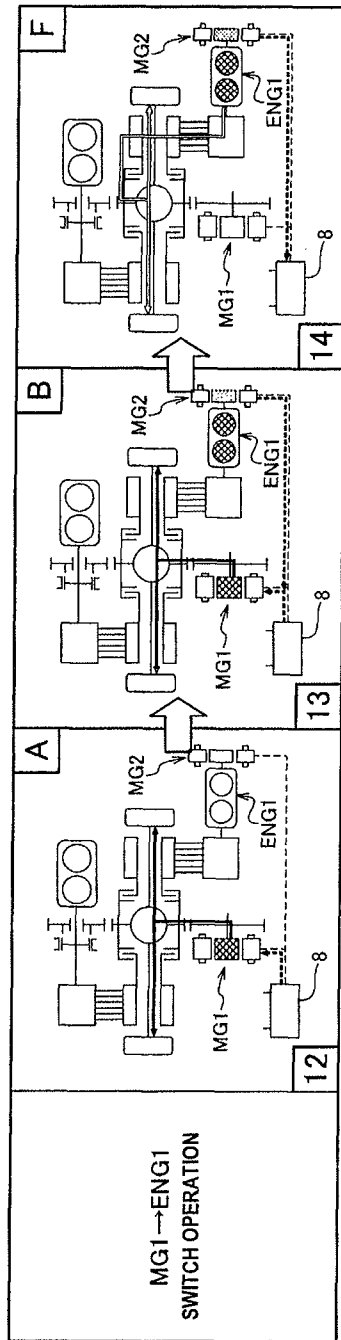 MG1→ENG1
SWITCH OPERATION
A
MG2
ENG1
MG1
8
12
B
MG2
ENG1
MG1
8
13
F
MG2
ENG1
MG1
8
14